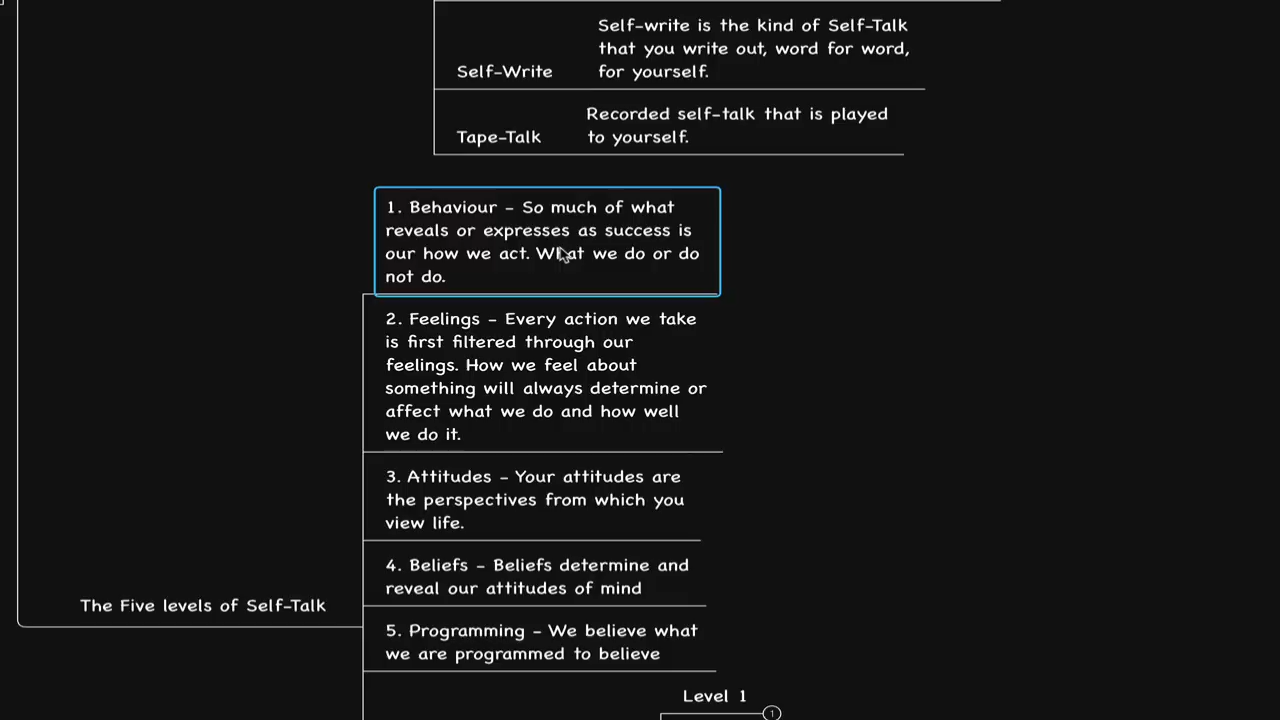 Self-write is the kind of Self-Talk
that you write out, word for word,
for yourself.
Self-Write
Recorded self-talk that is played
to yourself.
Tape-Talk
1. Behaviour - So much of what
reveals or expresses as success is
our how we act. What we do or do
not do.
2. Feelings - Every action we take
is first filtered through our
feelings. How we feel about
something will always determine or
affect what we do and how well
we do it.
3. Attitudes - Your attitudes are
the perspectives from which you
view life.
4. Beliefs - Beliefs determine and
reveal our attitudes of mind
The Five levels of Self-Talk
5. Programming - We believe what
we are programmed to believe
Level 1
1